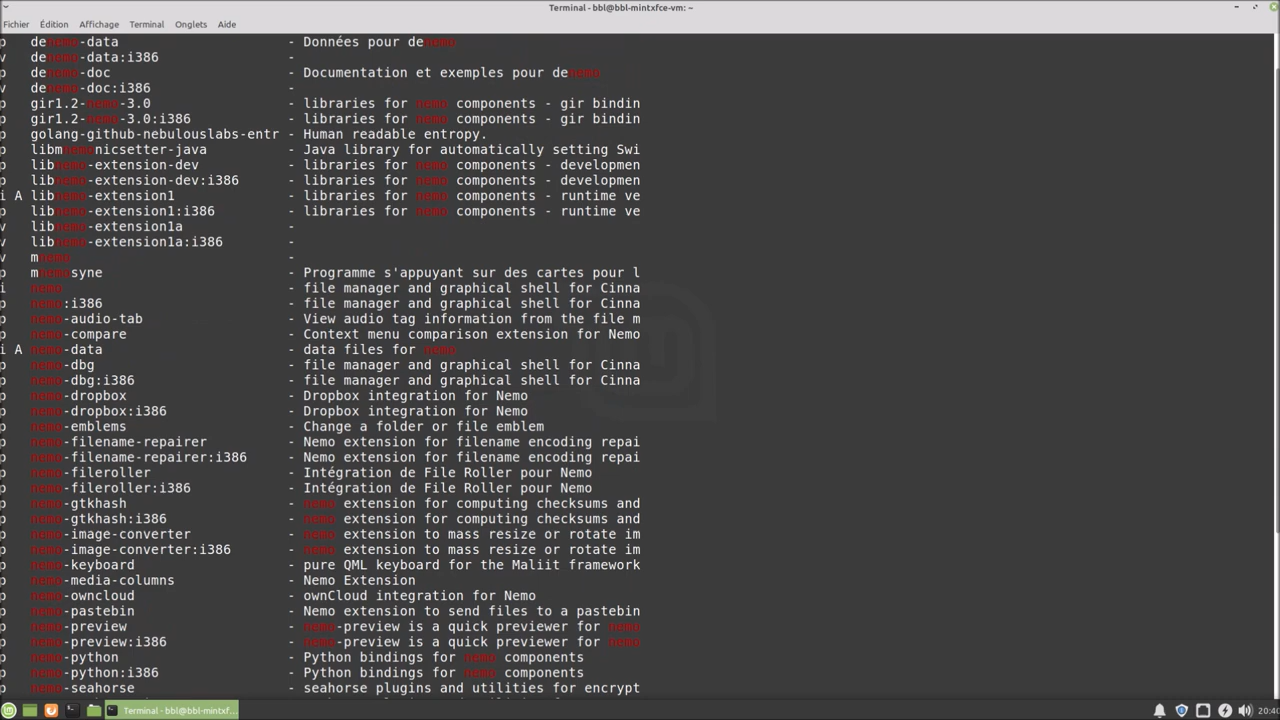 Terminal - bbl@bbl-mintxfce-vm: ~
Fichier Édition Affichage Terminal Onglets Aide
p denemo-data - Données pour denemo
v denemo-data:i386 -
p denemo-doc - Documentation et exemples pour denemo
v denemo-doc:i386 -
p gir1.2-nemo-3.0 - libraries for nemo components - gir bindin
p gir1.2-nemo-3.0:i386 - libraries for nemo components - gir bindin
p golang-github-nebulouslabs-entr - Human readable entropy.
p libmnemonicsetter-java - Java library for automatically setting Swi
p libnemo-extension-dev - libraries for nemo components - developmen
p libnemo-extension-dev:i386 - libraries for nemo components - developmen
i A libnemo-extension1 - libraries for nemo components - runtime ve
p libnemo-extension1:i386 - libraries for nemo components - runtime ve
v libnemo-extension1a -
v libnemo-extension1a:i386 -
v mnemo -
p mnemosyne - Programme s'appuyant sur des cartes pour l
i nemo - file manager and graphical shell for Cinna
p nemo:i386 - file manager and graphical shell for Cinna
p nemo-audio-tab - View audio tag information from the file m
p nemo-compare - Context menu comparison extension for Nemo
i A nemo-data - data files for nemo
p nemo-dbg - file manager and graphical shell for Cinna
p nemo-dbg:i386 - file manager and graphical shell for Cinna
p nemo-dropbox - Dropbox integration for Nemo
p nemo-dropbox:i386 - Dropbox integration for Nemo
p nemo-emblems - Change a folder or file emblem
p nemo-filename-repairer - Nemo extension for filename encoding repai
p nemo-filename-repairer:i386 - Nemo extension for filename encoding repai
p nemo-fileroller - Intégration de File Roller pour Nemo
p nemo-fileroller:i386 - Intégration de File Roller pour Nemo
p nemo-gtkhash - nemo extension for computing checksums and
p nemo-gtkhash:i386 - nemo extension for computing checksums and
p nemo-image-converter - nemo extension to mass resize or rotate im
p nemo-image-converter:i386 - nemo extension to mass resize or rotate im
p nemo-keyboard - pure QML keyboard for the Maliit framework
p nemo-media-columns - Nemo Extension
p nemo-owncloud - ownCloud integration for Nemo
p nemo-pastebin - Nemo extension to send files to a pastebin
p nemo-preview - nemo-preview is a quick previewer for nemo
p nemo-preview:i386 - nemo-preview is a quick previewer for nemo
p nemo-python - Python bindings for nemo components
p nemo-python:i386 - Python bindings for nemo components
p nemo-seahorse - seahorse plugins and utilities for encrypt
Terminal - bbl@bbl-mintxf...